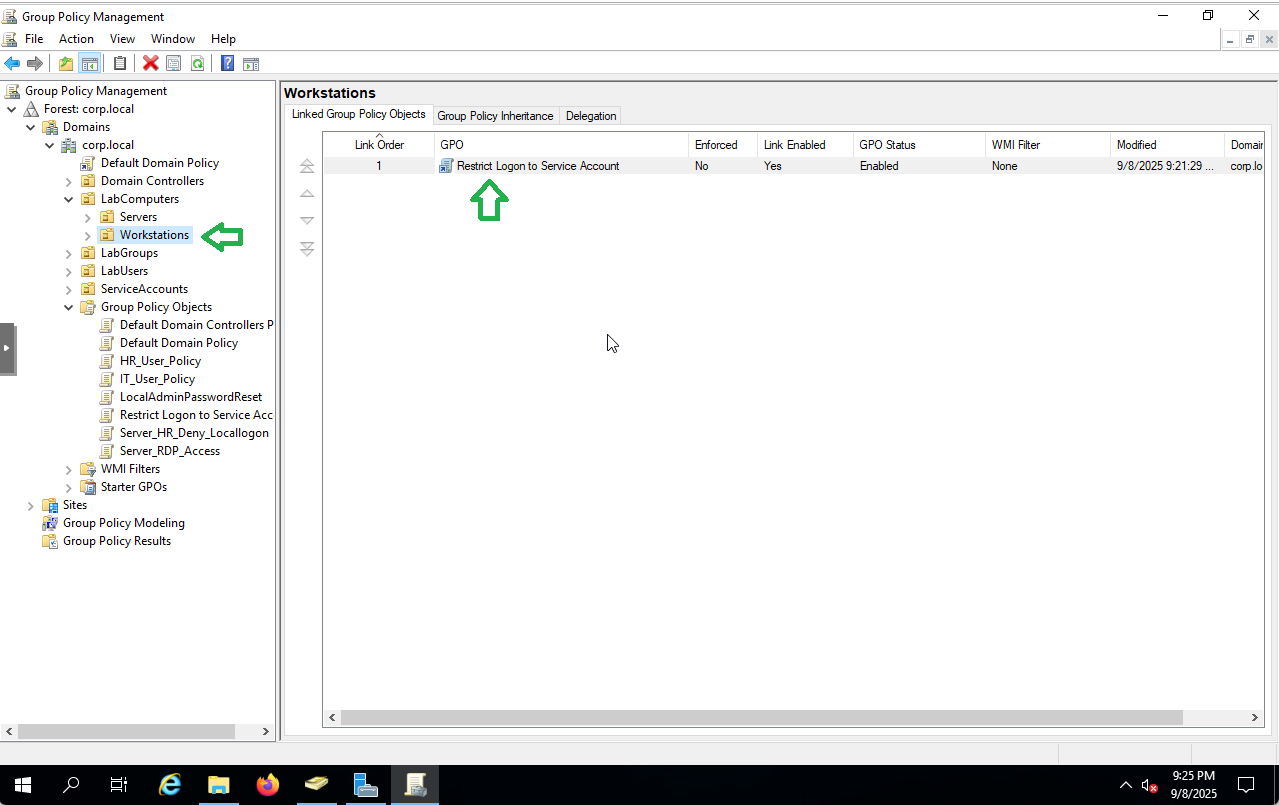 Group Policy Management
File Action View Window Help
Group Policy Management
Forest: corp.local
Domains
corp.local
Default Domain Policy
Domain Controllers
LabComputers
Servers
Workstations
LabGroups
LabUsers
ServiceAccounts
Group Policy Objects
Default Domain Controllers P
Default Domain Policy
HR_User_Policy
IT_User_Policy
LocalAdminPasswordReset
Restrict Logon to Service Acc
Server_HR_Deny_Locallogon
Server_RDP_Access
WMI Filters
Starter GPOs
Sites
Group Policy Modeling
Group Policy Results
Workstations
Linked Group Policy Objects Group Policy Inheritance Delegation
Link Order GPO Enforced Link Enabled GPO Status WMI Filter Modified Domain
1 Restrict Logon to Service Account No Yes Enabled None 9/8/2025 9:21:29 ... corp.lo
9:25 PM
9/8/2025